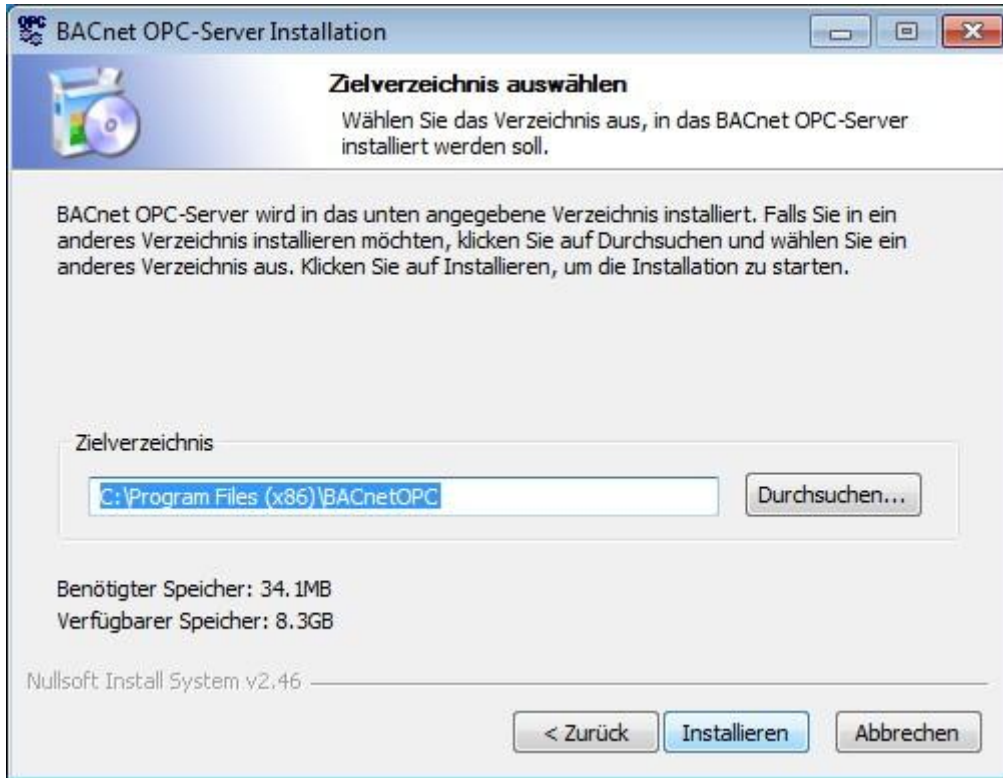 OPC
BACnet OPC-Server Installation
Zielverzeichnis auswählen
Wählen Sie das Verzeichnis aus, in das BACnet OPC-Server
installiert werden soll.
BACnet OPC-Server wird in das unten angegebene Verzeichnis installiert. Falls Sie in ein
anderes Verzeichnis installieren möchten, klicken Sie auf Durchsuchen und wählen Sie ein
anderes Verzeichnis aus. Klicken Sie auf Installieren, um die Installation zu starten.
Zielverzeichnis
C:\Program Files (x86)\BACnetOPC
Durchsuchen...
Benötigter Speicher: 34.1MB
Verfügbarer Speicher: 8.3GB
Nullsoft Install System v2.46
< Zurück
Installieren
Abbrechen